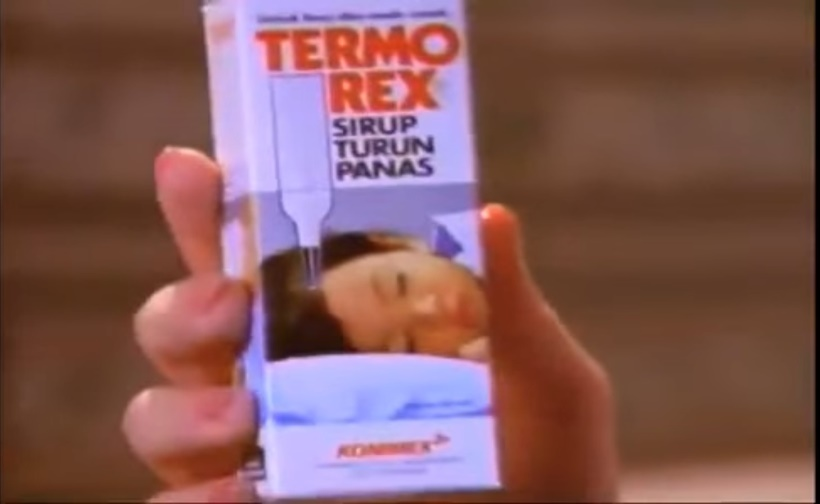 TERMO
REX
SIRUP
TURUN
PANAS
KONIMEX